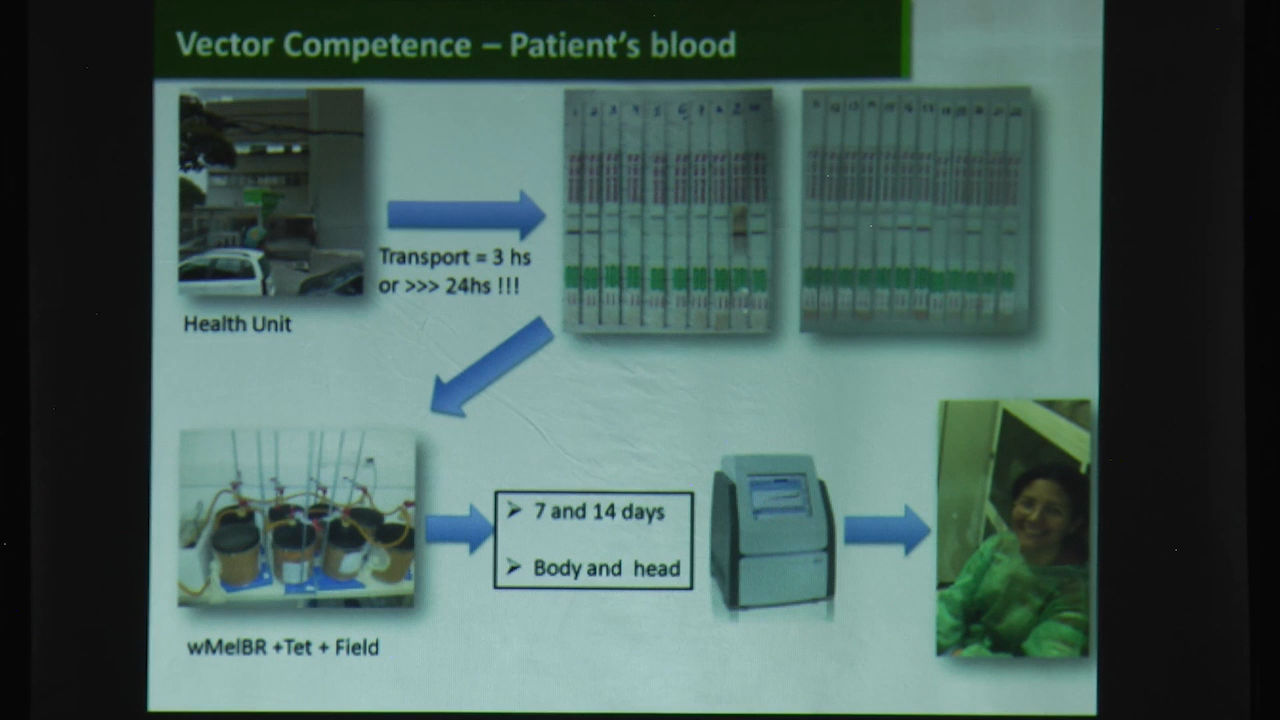 Vector Competence – Patient's blood
Transport = 3 hs
or >>> 24hs !!!
Health Unit
➢ 7 and 14 days
➢ Body and head
wMelBR +Tet + Field